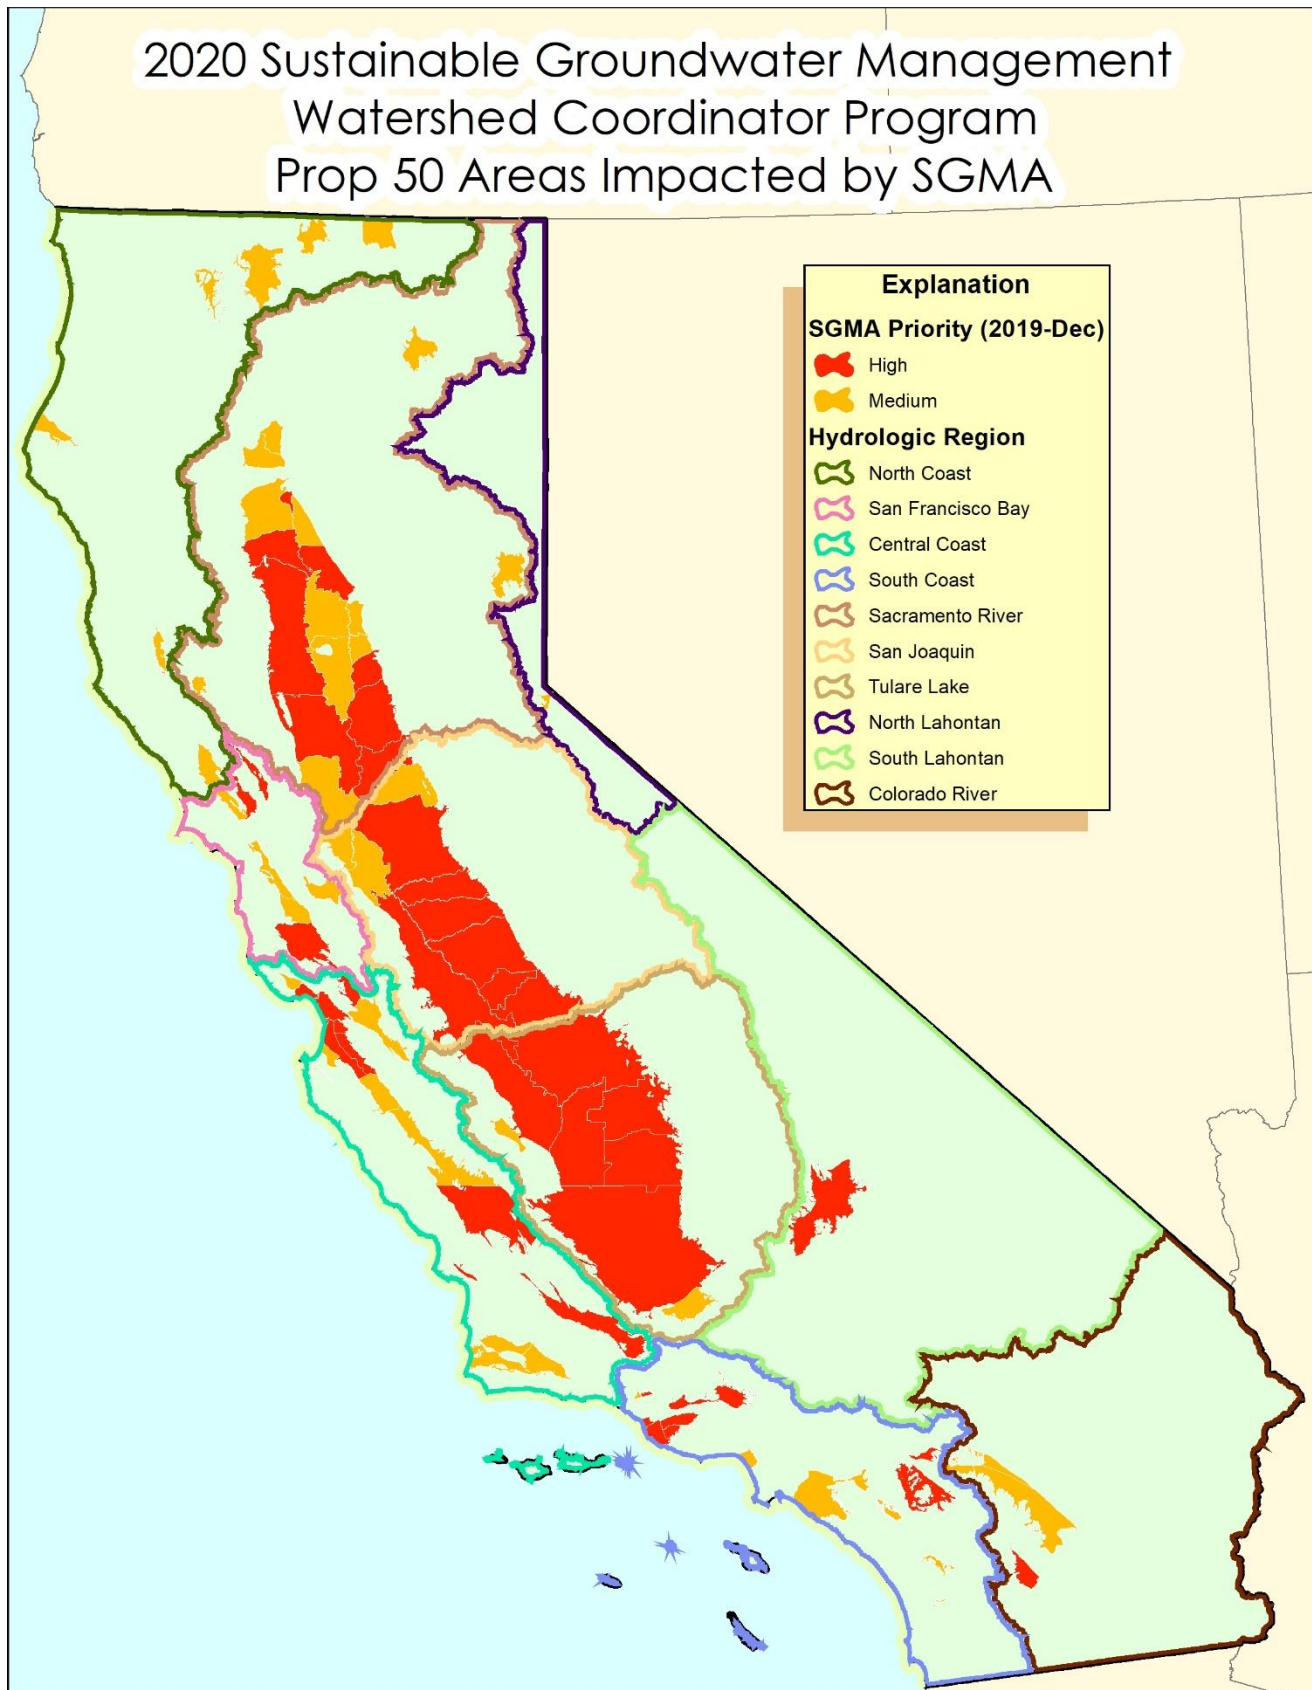 2020 Sustainable Groundwater Management
Watershed Coordinator Program
Prop 50 Areas Impacted by SGMA
Explanation
SGMA Priority (2019-Dec)
High
Medium
Hydrologic Region
North Coast
San Francisco Bay
Central Coast
South Coast
Sacramento River
San Joaquin
Tulare Lake
North Lahontan
South Lahontan
Colorado River